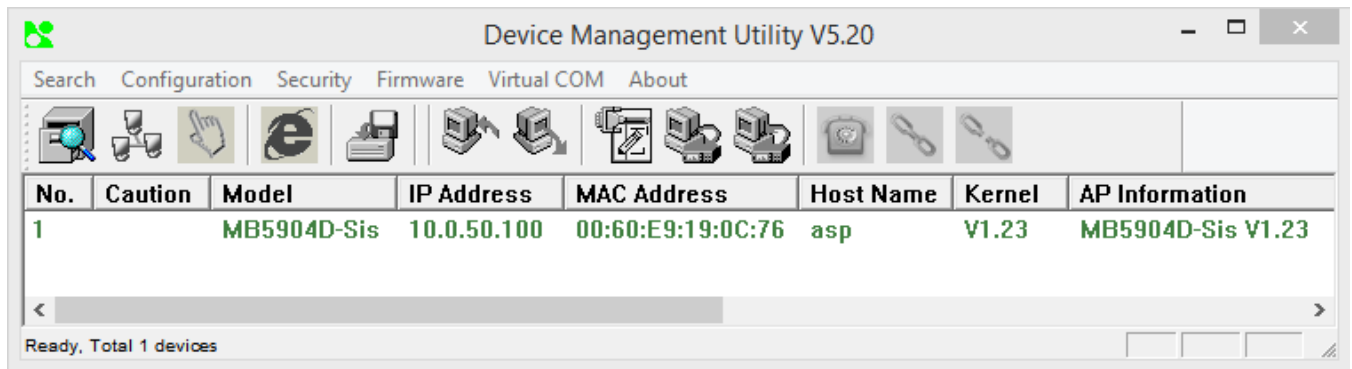 Device Management Utility V5.20
Search Configuration Security Firmware Virtual COM About
No. Caution Model IP Address MAC Address Host Name Kernel AP Information
1 MB5904D-Sis 10.0.50.100 00:60:E9:19:0C:76 asp V1.23 MB5904D-Sis V1.23
Ready, Total 1 devices